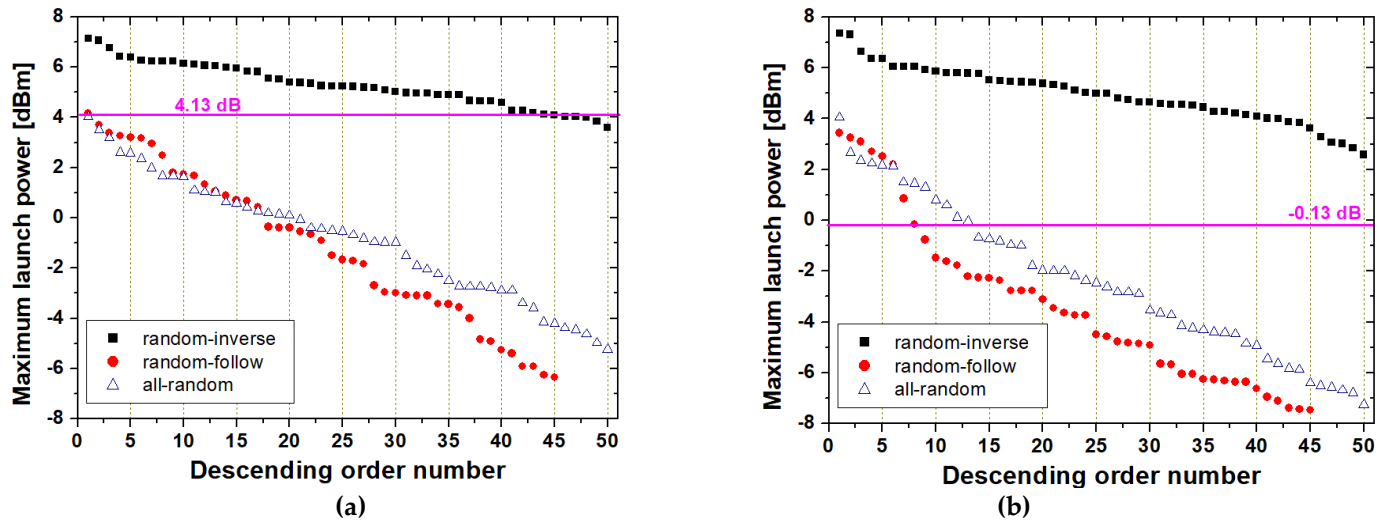 8
6
4
2
0
-2
-4
-6
-8
Maximum launch power [dBm]
4.13 dB
random-inverse
random-follow
all-random
0 5 10 15 20 25 30 35 40 45 50
Descending order number
(a)
8
6
4
2
0
-2
-4
-6
-8
Maximum launch power [dBm]
-0.13 dB
random-inverse
random-follow
all-random
0 5 10 15 20 25 30 35 40 45 50
Descending order number
(b)